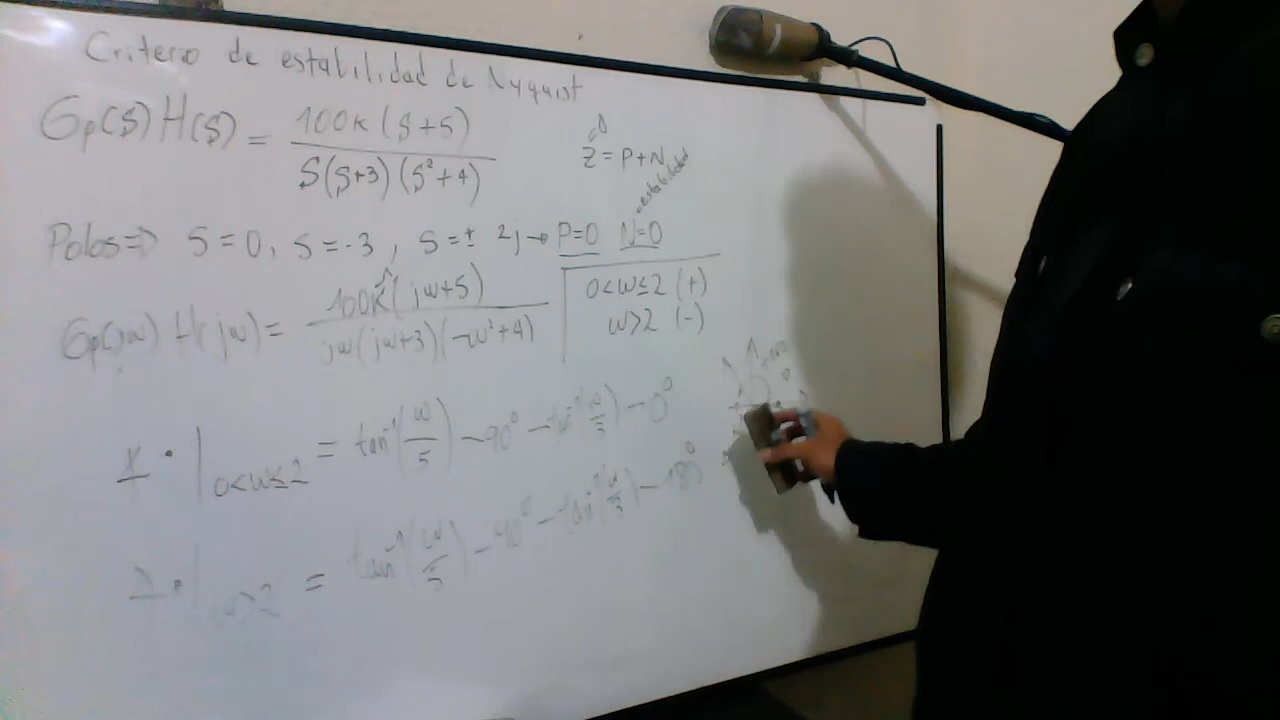 Criterio de estabilidad de Nyquist
Gp(s)H(s) = 100k(s+5) / S(s+3)(s²+4)
=0
Z = P+N
estabilidad
Polos=> S=0, S=-3, S=± 2j → P=0 N=0
Gp(jw) H(jw) = 100k(jw+5) / jw(jw+3)(-w²+4)
0<w≤2 (+)
w>2 (-)
∠·|0<w≤2 = tan⁻¹(w/5) -90° -tan⁻¹(w/3) -0°
∠·|w>2 = tan⁻¹(w/5) -90° -tan⁻¹(w/3) -180°